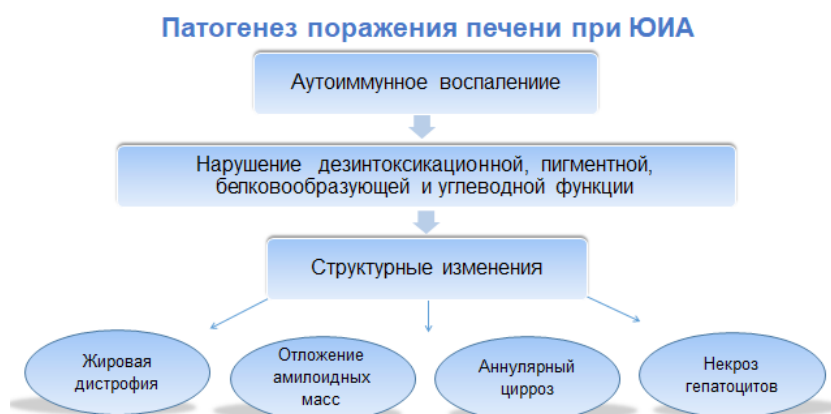 Патогенез поражения печени при ЮИА
Аутоиммунное воспалениие
Нарушение дезинтоксикационной, пигментной,
белковообразующей и углеводной функции
Структурные изменения
Жировая
дистрофия
Отложение
амилоидных
масс
Аннулярный
цирроз
Некроз
гепатоцитов